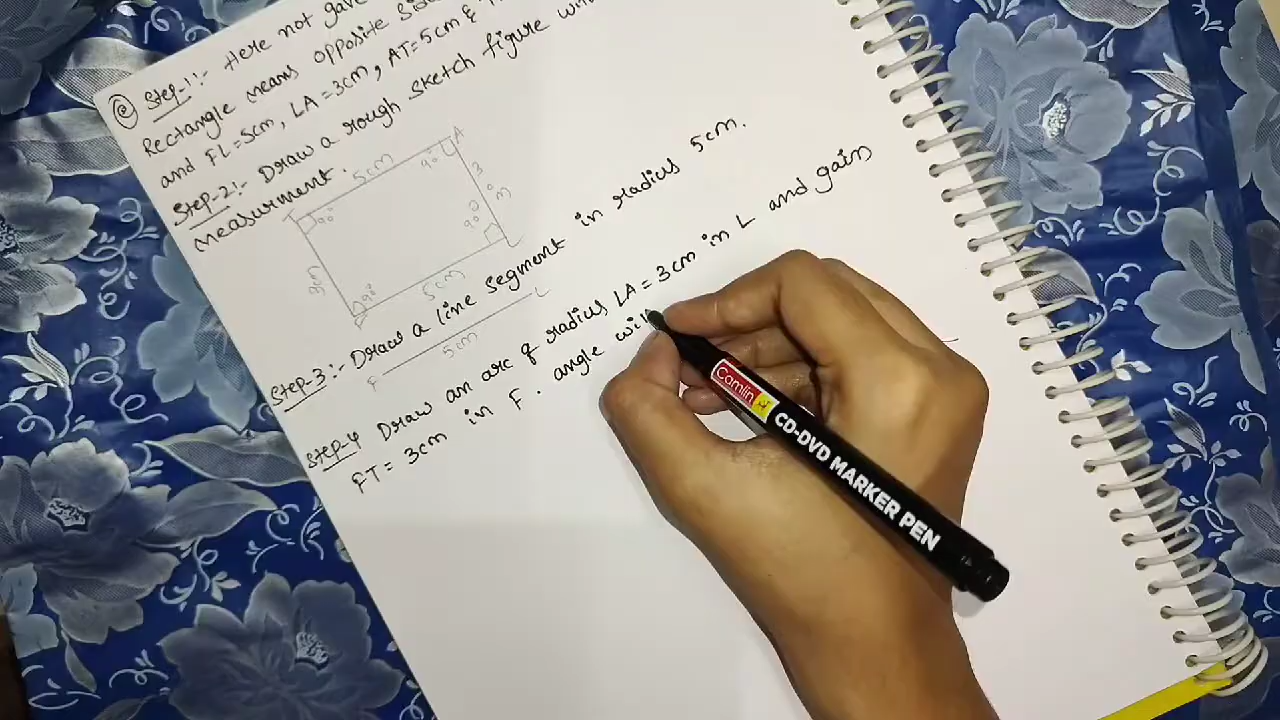 @ Step-1:- Here not gave
Rectangle means opposite
and FL=5cm, LA=3cm, AT=5cm &
Step-2:- Draw a rough sketch figure
measurment.
A
5cm
90°
90°
3cm
90°
90°
5cm
L
Step-3:- Draw a line segment in radius 5cm.
F
5cm
L
Step-4 Draw an arc of radius LA=3cm in L and gain
FT= 3cm in F. angle will
Camlin
CD-DVD MARKER PEN